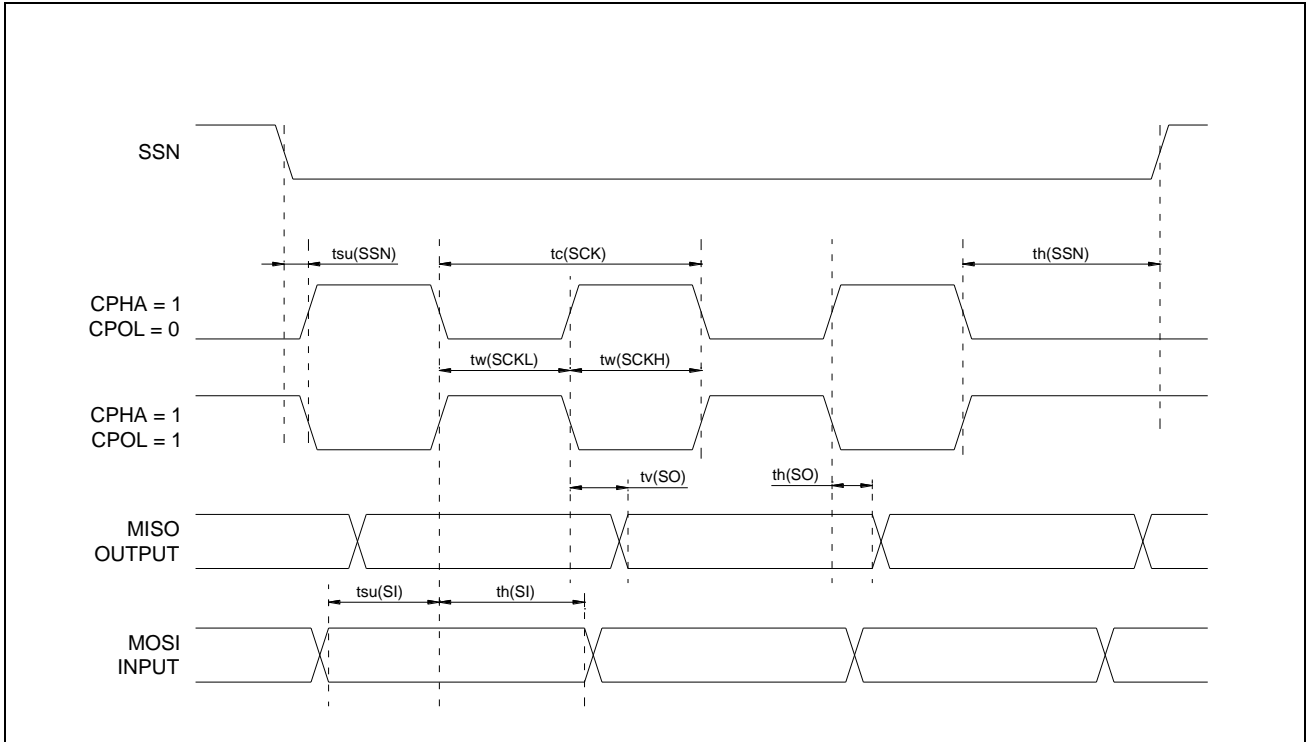 SSN
tsu(SSN)
tc(SCK)
th(SSN)
CPHA = 1
CPOL = 0
tw(SCKL)
tw(SCKH)
CPHA = 1
CPOL = 1
tv(SO)
th(SO)
MISO
OUTPUT
tsu(SI)
th(SI)
MOSI
INPUT